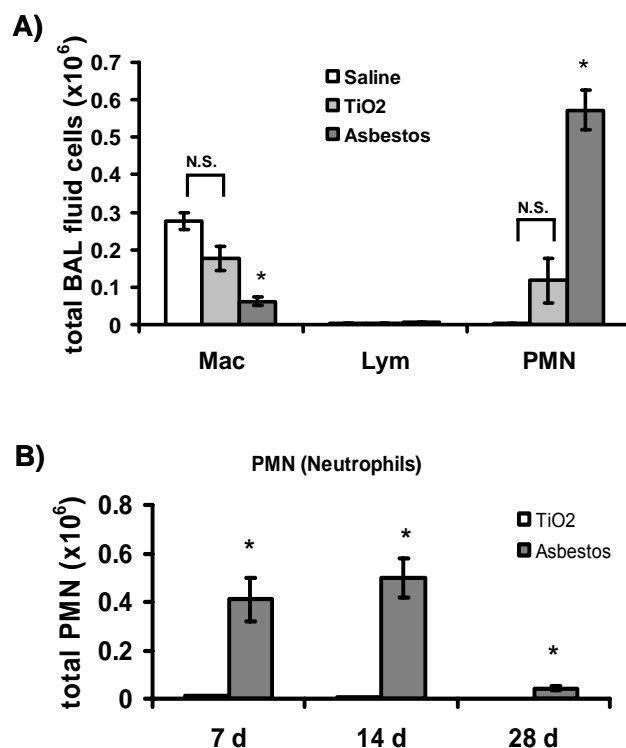 A)
total BAL fluid cells (x10⁶)
0.7
0.6
0.5
0.4
0.3
0.2
0.1
0
Saline
TiO2
Asbestos
N.S.
*
N.S.
*
Mac Lym PMN
B)
PMN (Neutrophils)
total PMN (x10⁶)
0.8
0.6
0.4
0.2
0
TiO2
Asbestos
*
*
*
7 d 14 d 28 d